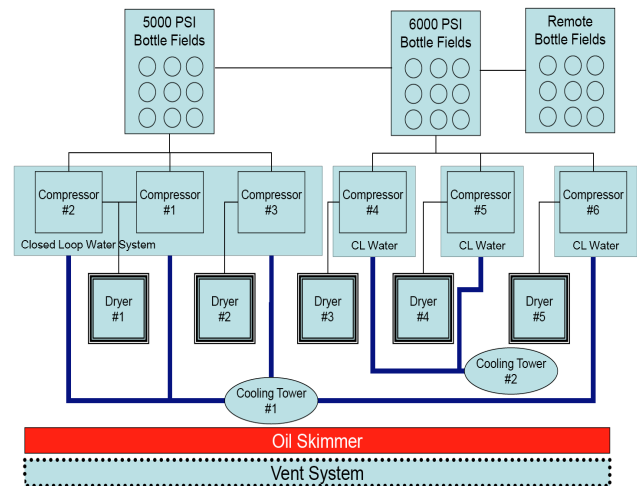 5000 PSI
Bottle Fields
6000 PSI
Bottle Fields
Remote
Bottle Fields
Compressor
#2
Compressor
#1
Compressor
#3
Compressor
#4
Compressor
#5
Compressor
#6
Closed Loop Water System
CL Water
CL Water
CL Water
Dryer
#1
Dryer
#2
Dryer
#3
Dryer
#4
Dryer
#5
Cooling Tower
#2
Cooling Tower
#1
Oil Skimmer
Vent System